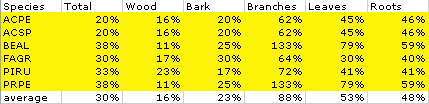 Species Total Wood Bark Branches Leaves Roots
ACPE 20% 16% 20% 62% 45% 46%
ACSP 20% 16% 20% 62% 45% 46%
BEAL 38% 11% 25% 133% 79% 59%
FAGR 30% 17% 30% 64% 30% 40%
PIRU 33% 23% 17% 72% 41% 41%
PRPE 38% 11% 25% 133% 79% 59%
average 30% 16% 23% 88% 53% 48%